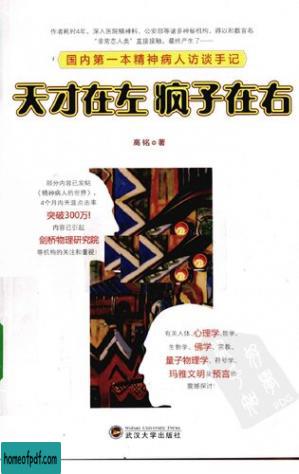 作者耗时4年，深入医院精神科、公安部等诸多神秘机构，得以和数百名
“非常态人类”直接接触，最终产生了——
国内第一本精神病人访谈手记
天才在左 疯子在右
高铭 著
部分内容已发帖
《精神病人的世界》，
4个月内天涯点击率
突破300万！
内容已引起
剑桥物理研究院
等机构的关注和重视！
有关人体、心理学、哲学、
生物学、佛学、宗教、
量子物理学、符号学、
玛雅文明及预言的
震撼探讨！
PDG
武汉大学出版社
homeofpdf.com